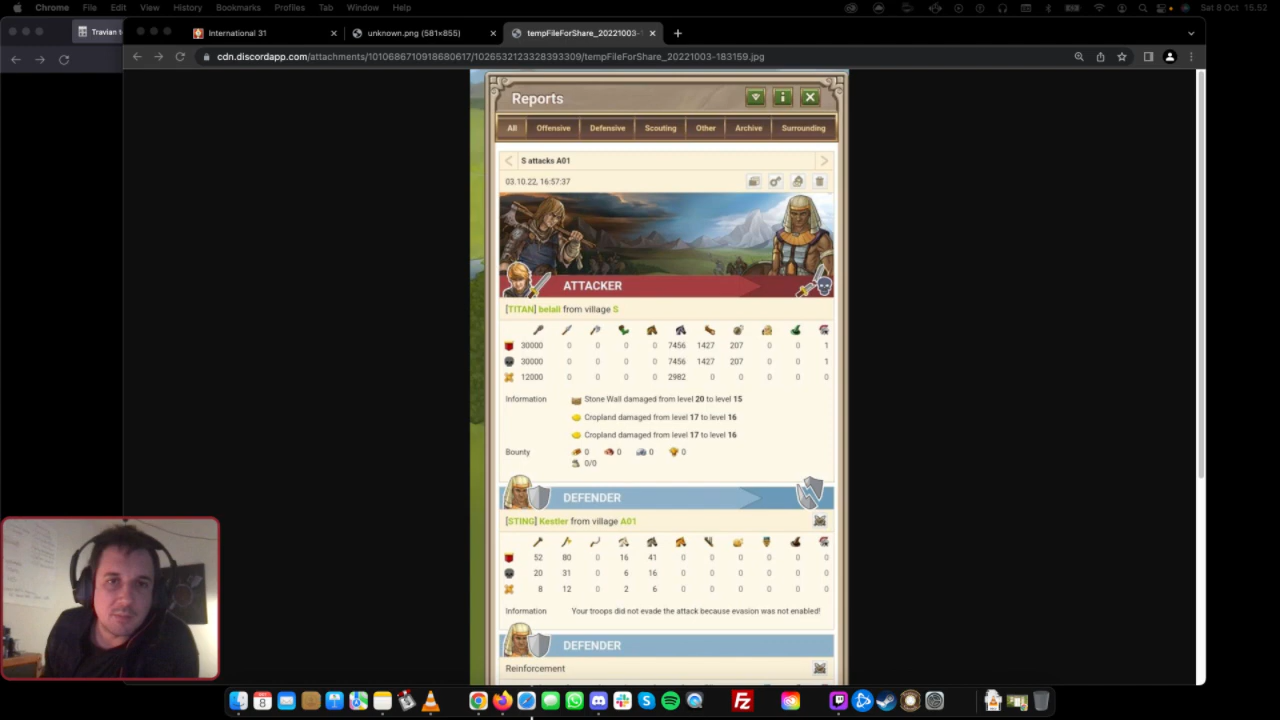 Chrome File Edit View History Bookmarks Profiles Tab Window Help Sat 8 Oct 15.52
Travian t
International 31
unknown.png (581×855)
tempFileForShare_20221003-1
cdn.discordapp.com/attachments/1010686710918680617/1026532123328393309/tempFileForShare_20221003-183159.jpg
Reports
All Offensive Defensive Scouting Other Archive Surrounding
S attacks A01
03.10.22, 16:57:37
ATTACKER
[TITAN] belali from village S
30000 0 0 0 0 7456 1427 207 0 0 1
30000 0 0 0 0 7456 1427 207 0 0 1
12000 0 0 0 0 2982 0 0 0 0 0
Information Stone Wall damaged from level 20 to level 15
Cropland damaged from level 17 to level 16
Cropland damaged from level 17 to level 16
Bounty 0 0 0 0
0/0
DEFENDER
[STING] Kestler from village A01
52 80 0 16 41 0 0 0 0 0 0
20 31 0 6 16 0 0 0 0 0 0
8 12 0 2 6 0 0 0 0 0 0
Information Your troops did not evade the attack because evasion was not enabled!
DEFENDER
Reinforcement